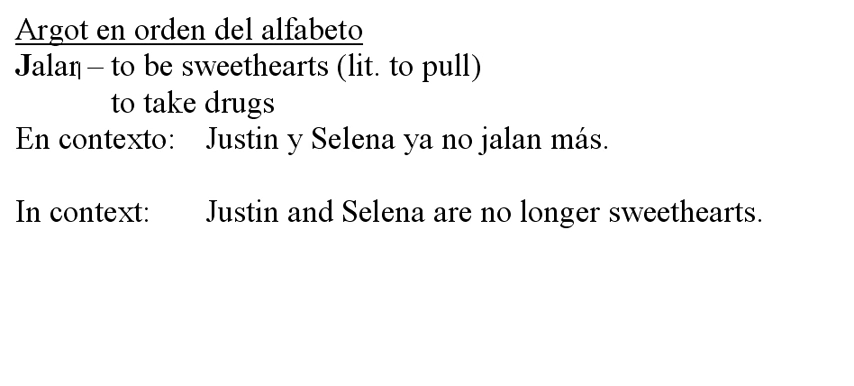 Argot en orden del alfabeto
Jalar – to be sweethearts (lit. to pull)
to take drugs
En contexto: Justin y Selena ya no jalan más.
In context: Justin and Selena are no longer sweethearts.